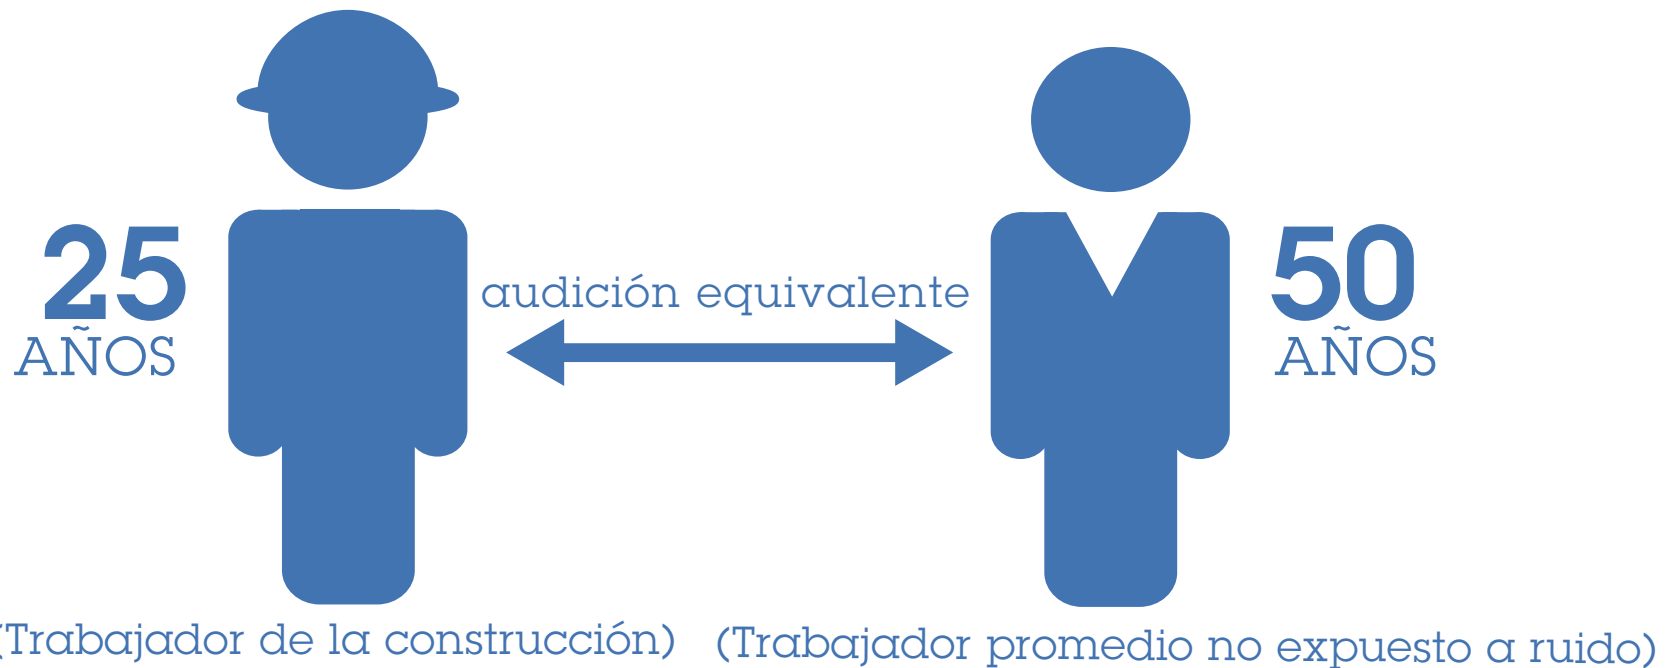 25
AÑOS
audición equivalente
50
AÑOS
(Trabajador de la construcción)
(Trabajador promedio no expuesto a ruido)